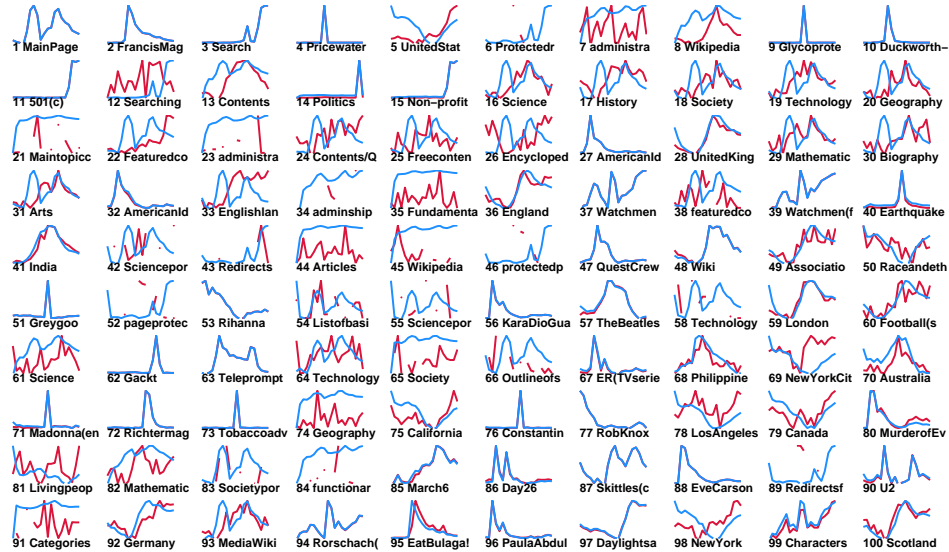 1 MainPage 2 FrancisMag 3 Search 4 Pricewater 5 UnitedStat 6 Protectedr 7 administra 8 Wikipedia 9 Glycoprote 10 Duckworth−
11 501(c) 12 Searching 13 Contents 14 Politics 15 Non−profit 16 Science 17 History 18 Society 19 Technology 20 Geography
21 Maintopicc 22 Featuredco 23 administra 24 Contents/Q 25 Freeconten 26 Encycloped 27 AmericanId 28 UnitedKing 29 Mathematic 30 Biography
31 Arts 32 AmericanId 33 Englishlan 34 adminship 35 Fundamenta 36 England 37 Watchmen 38 featuredco 39 Watchmen(f 40 Earthquake
41 India 42 Sciencepor 43 Redirects 44 Articles 45 Wikipedia 46 protectedp 47 QuestCrew 48 Wiki 49 Associatio 50 Raceandeth
51 Greygoo 52 pageprotec 53 Rihanna 54 Listofbasi 55 Sciencepor 56 KaraDioGua 57 TheBeatles 58 Technology 59 London 60 Football(s
61 Science 62 Gackt 63 Teleprompt 64 Technology 65 Society 66 Outlineofs 67 ER(TVserie 68 Philippine 69 NewYorkCit 70 Australia
71 Madonna(en 72 Richtermag 73 Tobaccoadv 74 Geography 75 California 76 Constantin 77 RobKnox 78 LosAngeles 79 Canada 80 MurderofEv
81 Livingpeop 82 Mathematic 83 Societypor 84 functionar 85 March6 86 Day26 87 Skittles(c 88 EveCarson 89 Redirectsf 90 U2
91 Categories 92 Germany 93 MediaWiki 94 Rorschach( 95 EatBulaga! 96 PaulaAbdul 97 Daylightsa 98 NewYork 99 Characters 100 Scotland